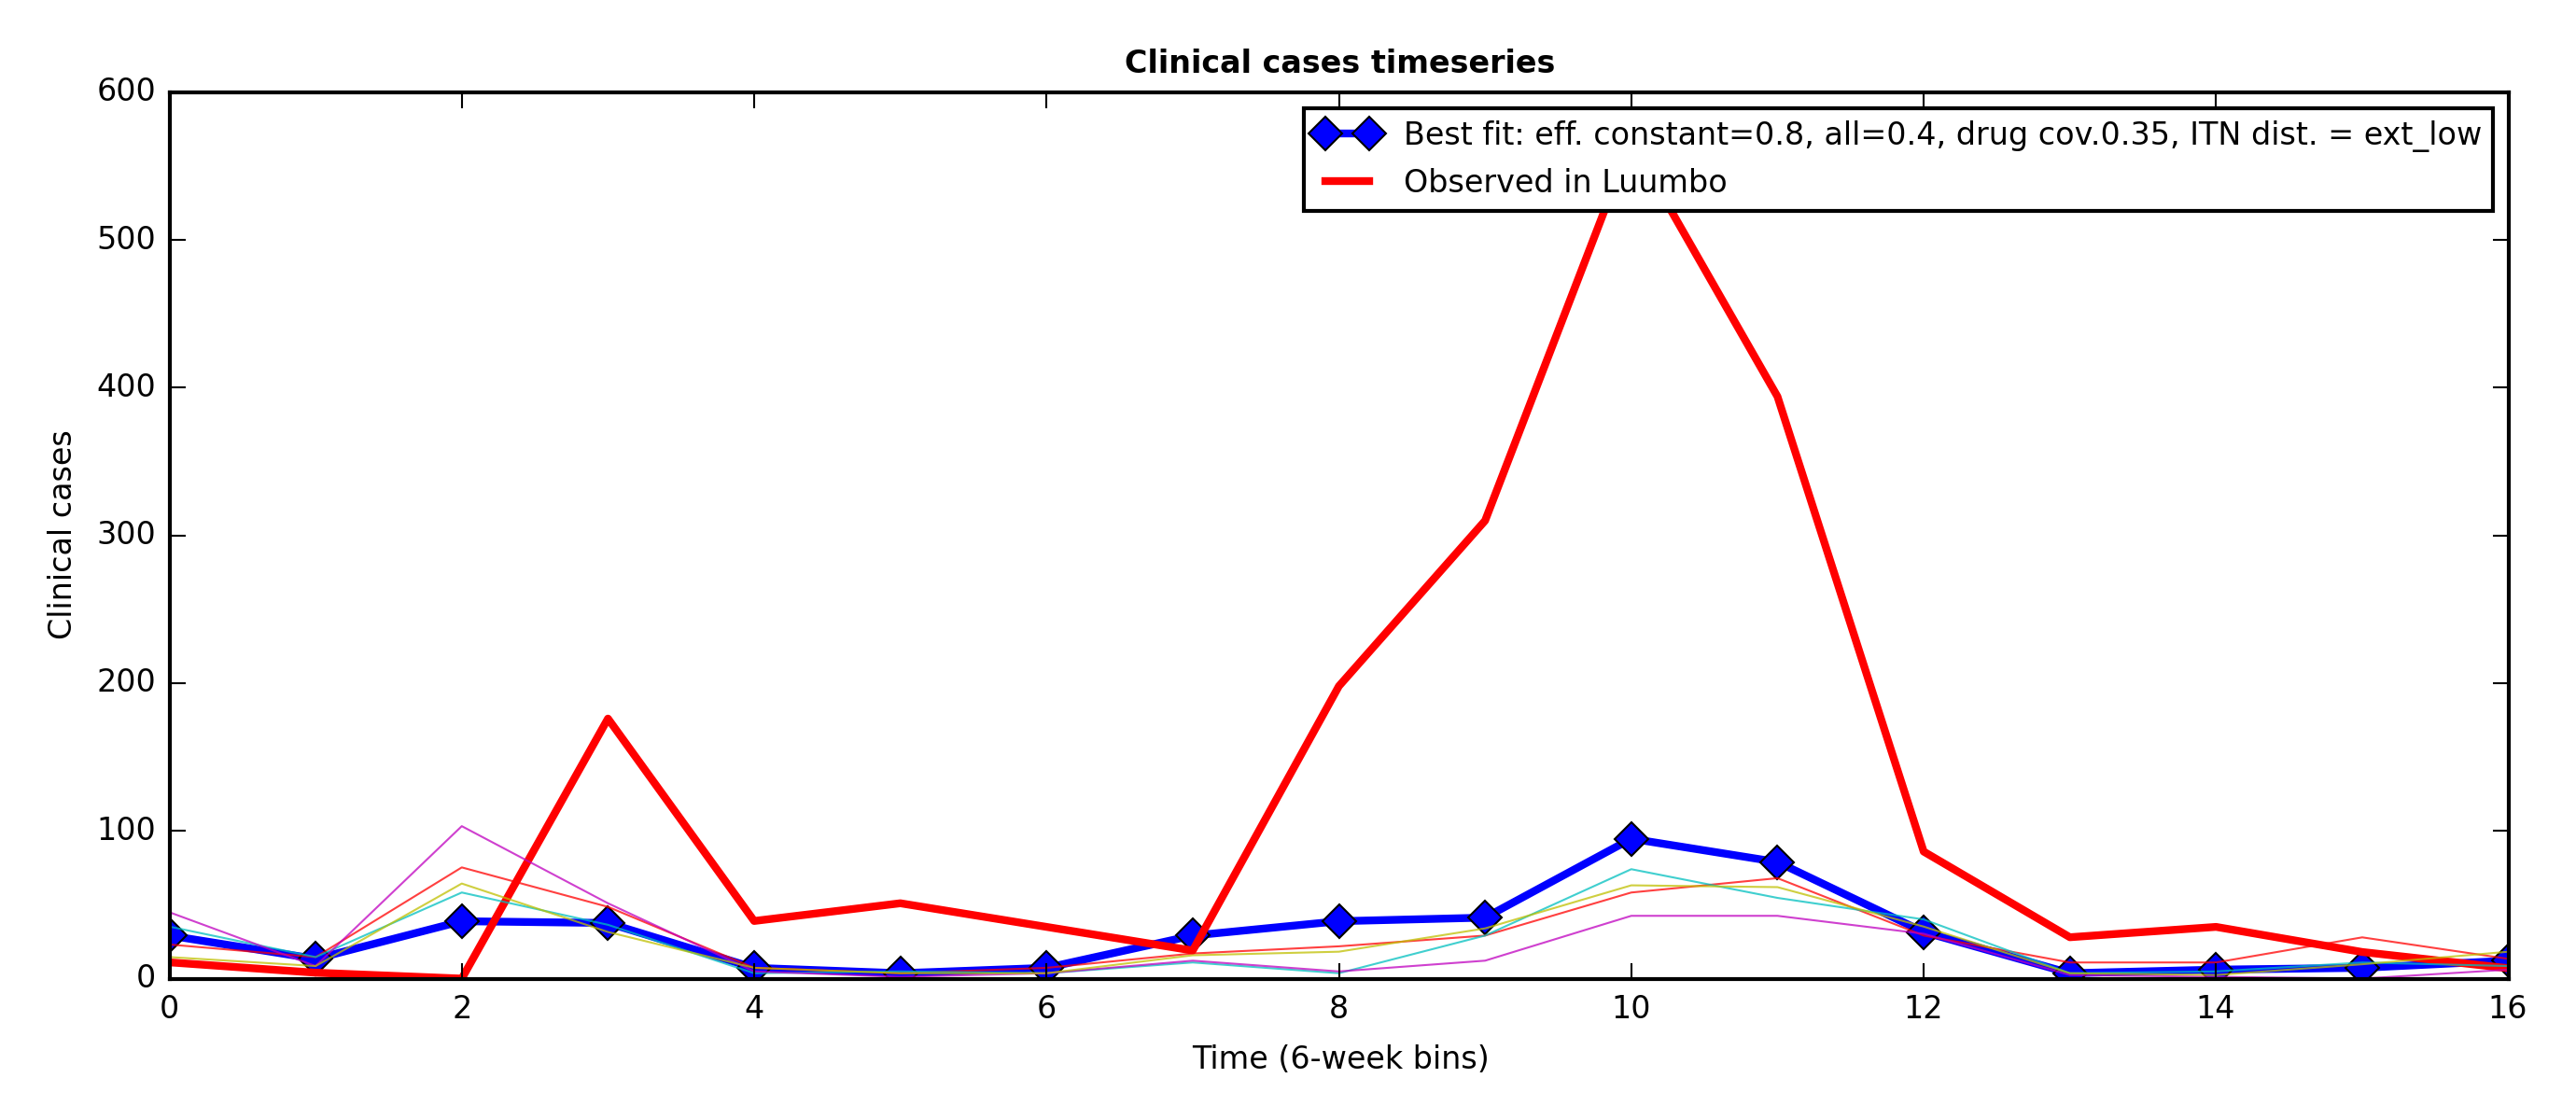 Clinical cases timeseries
600
500
400
300
200
100
0
Clinical cases
Best fit: eff. constant=0.8, all=0.4, drug cov.0.35, ITN dist. = ext_low
Observed in Luumbo
0 2 4 6 8 10 12 14 16
Time (6-week bins)